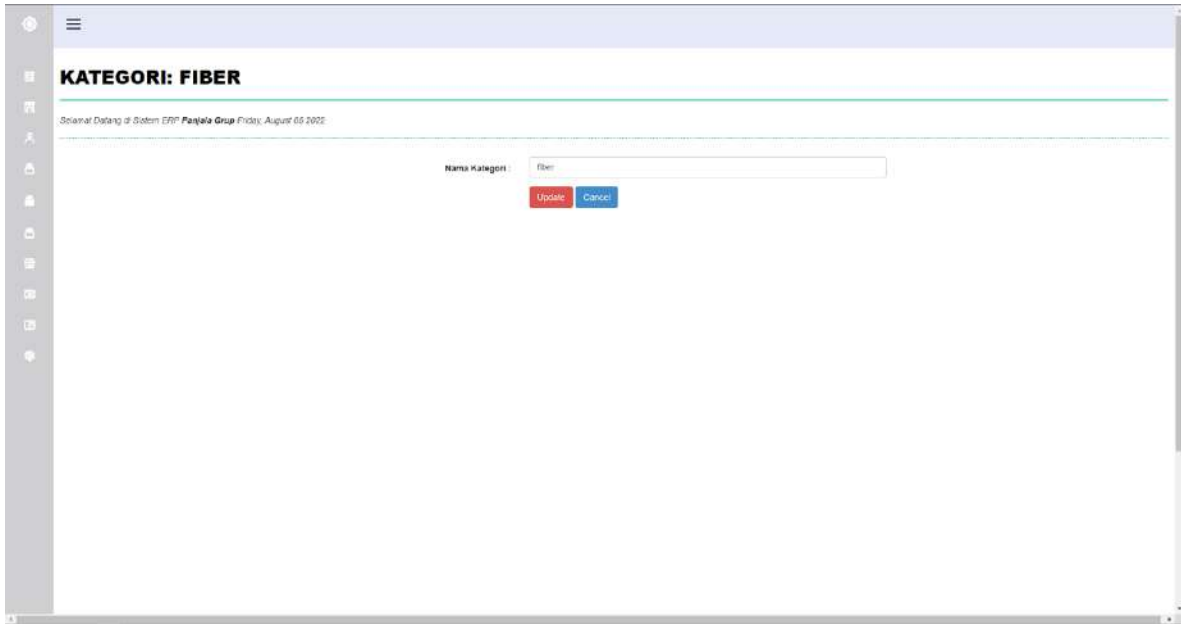 KATEGORI: FIBER
Selamat Datang di Sistem ERP Panjala Grup Friday, August 05 2022
Nama Kategori : fiber
Update Cancel